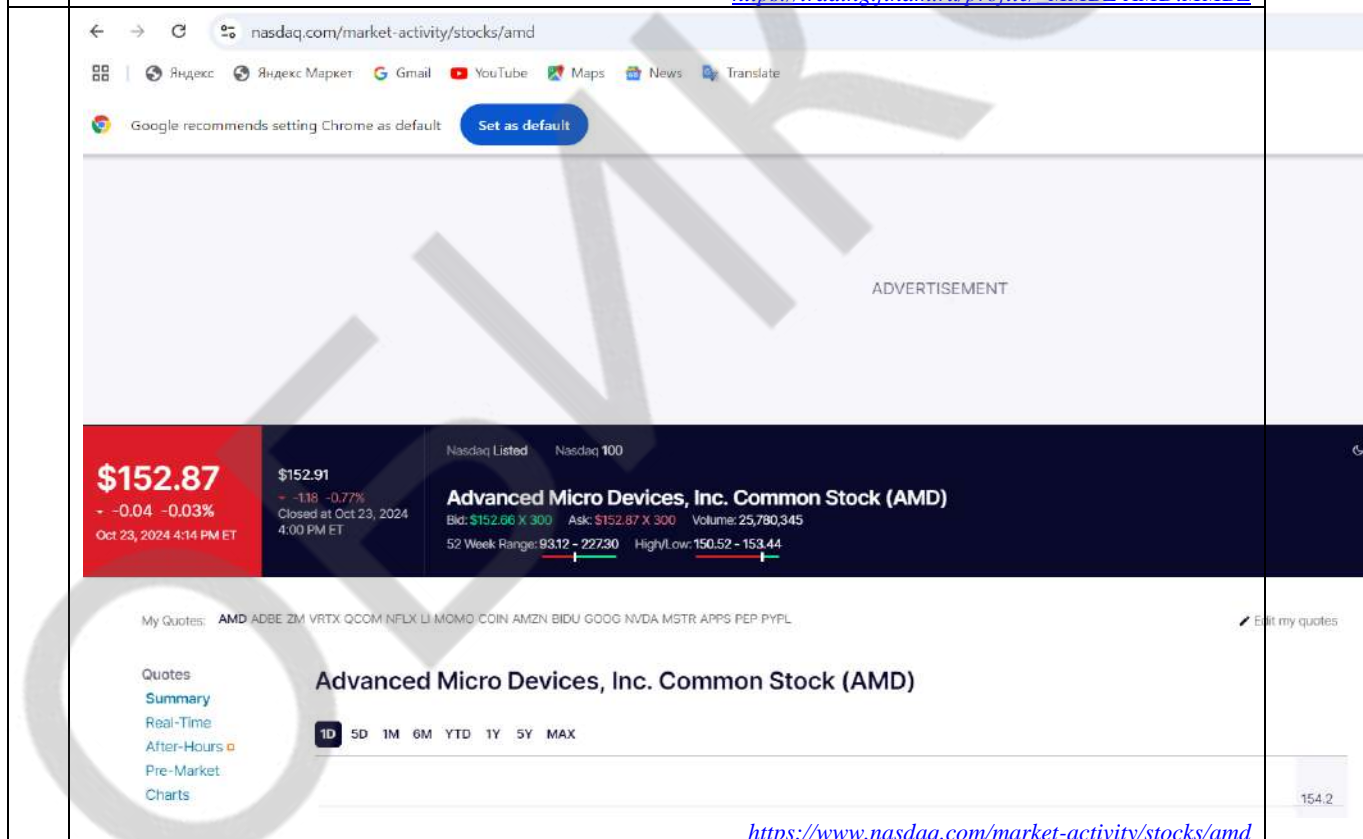 nasdaq.com/market-activity/stocks/amd
Яндекс Яндекс Маркет Gmail YouTube Maps News Translate
Google recommends setting Chrome as default Set as default
ADVERTISEMENT
$152.87
-0.04 -0.03%
Oct 23, 2024 4:14 PM ET
$152.91
-1.18 -0.77%
Closed at Oct 23, 2024
4:00 PM ET
Nasdaq Listed Nasdaq 100
Advanced Micro Devices, Inc. Common Stock (AMD)
Bid: $152.66 X 300 Ask: $152.87 X 300 Volume: 25,780,345
52 Week Range: 93.12 - 227.30 High/Low: 150.52 - 153.44
My Quotes: AMD ADBE ZM VRTX QCOM NFLX LI MOMO COIN AMZN BIDU GOOG NVDA MSTR APPS PEP PYPL
Edit my quotes
Quotes
Summary
Real-Time
After-Hours
Pre-Market
Charts
Advanced Micro Devices, Inc. Common Stock (AMD)
1D 5D 1M 6M YTD 1Y 5Y MAX
154.2
https://www.nasdaq.com/market-activity/stocks/amd